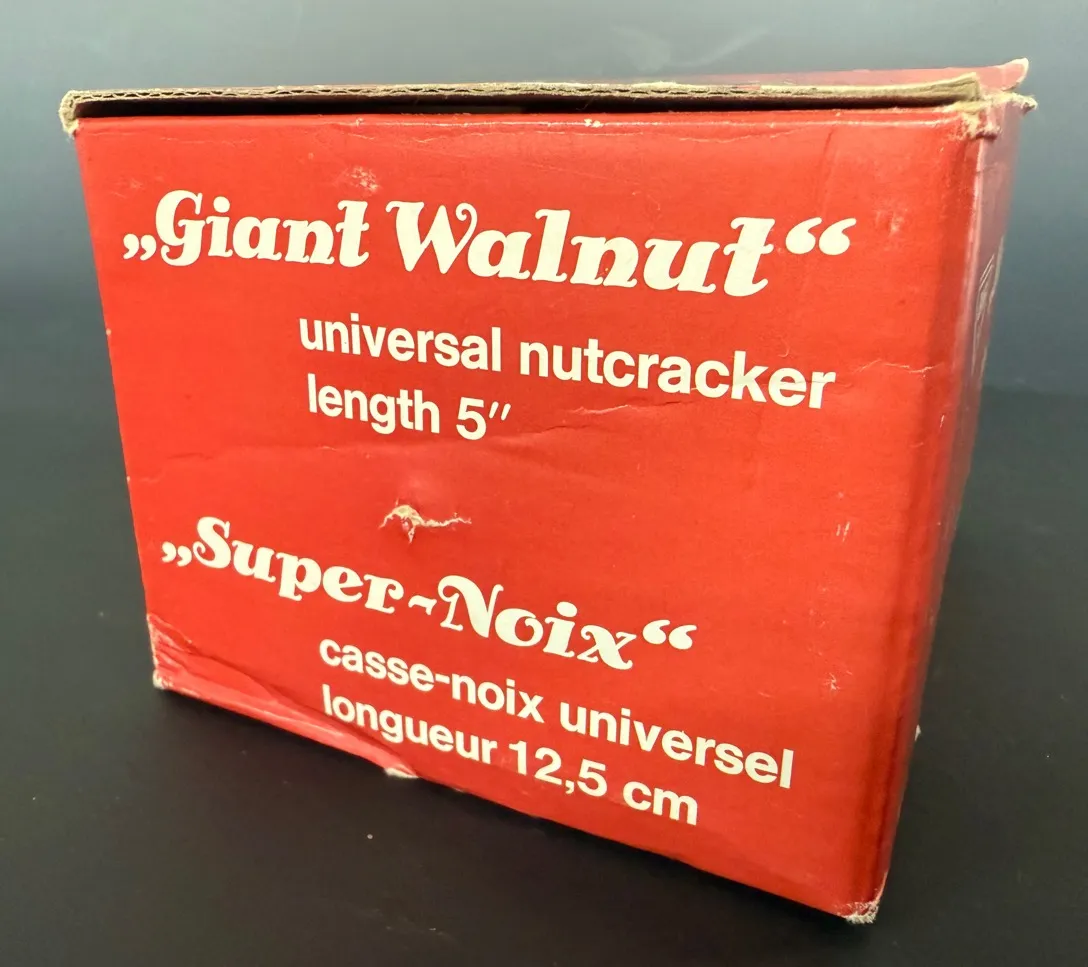 „Giant Walnut“
universal nutcracker
length 5″
„Super-Noix“
casse-noix universel
longueur 12,5 cm